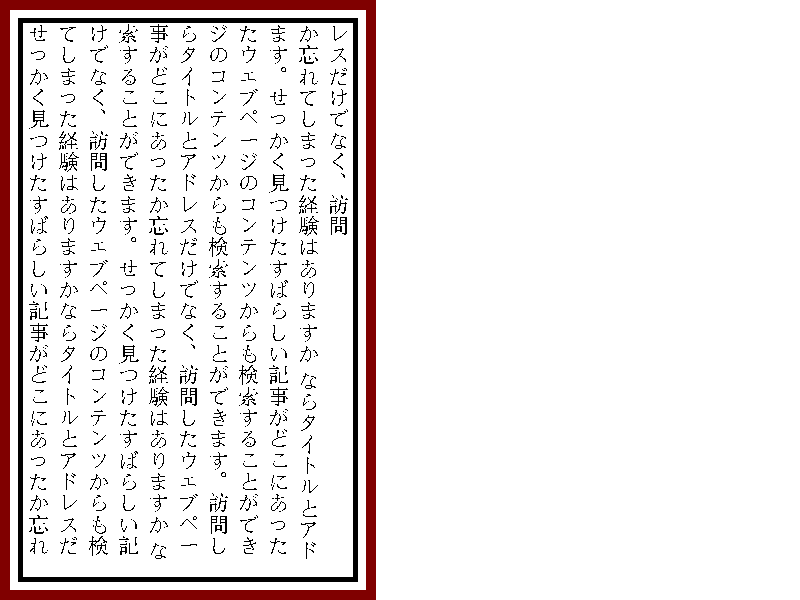 せっかく見つけたすばらしい記事がどこにあったか忘れ
てしまった経験はありますかならタイトルとアドレスだ
けでなく、訪問したウェブページのコンテンツからも検
索することができます。せっかく見つけたすばらしい記
事がどこにあったか忘れてしまった経験はありますかな
らタイトルとアドレスだけでなく、訪問したウェブペー
ジのコンテンツからも検索することができます。訪問し
たウェブページのコンテンツからも検索することができ
ます。せっかく見つけたすばらしい記事がどこにあった
か忘れてしまった経験はありますかならタイトルとアド
レスだけでなく、訪問